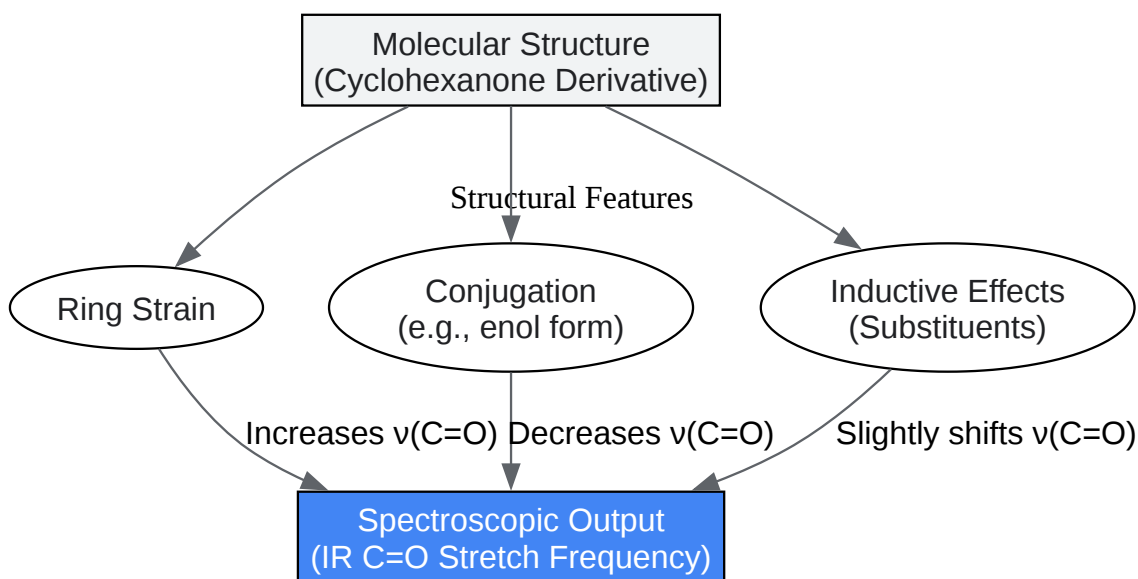 Molecular Structure
(Cyclohexanone Derivative)
Structural Features
Ring Strain
Conjugation
(e.g., enol form)
Inductive Effects
(Substituents)
Increases ν(C=O)
Decreases ν(C=O)
Slightly shifts ν(C=O)
Spectroscopic Output
(IR C=O Stretch Frequency)